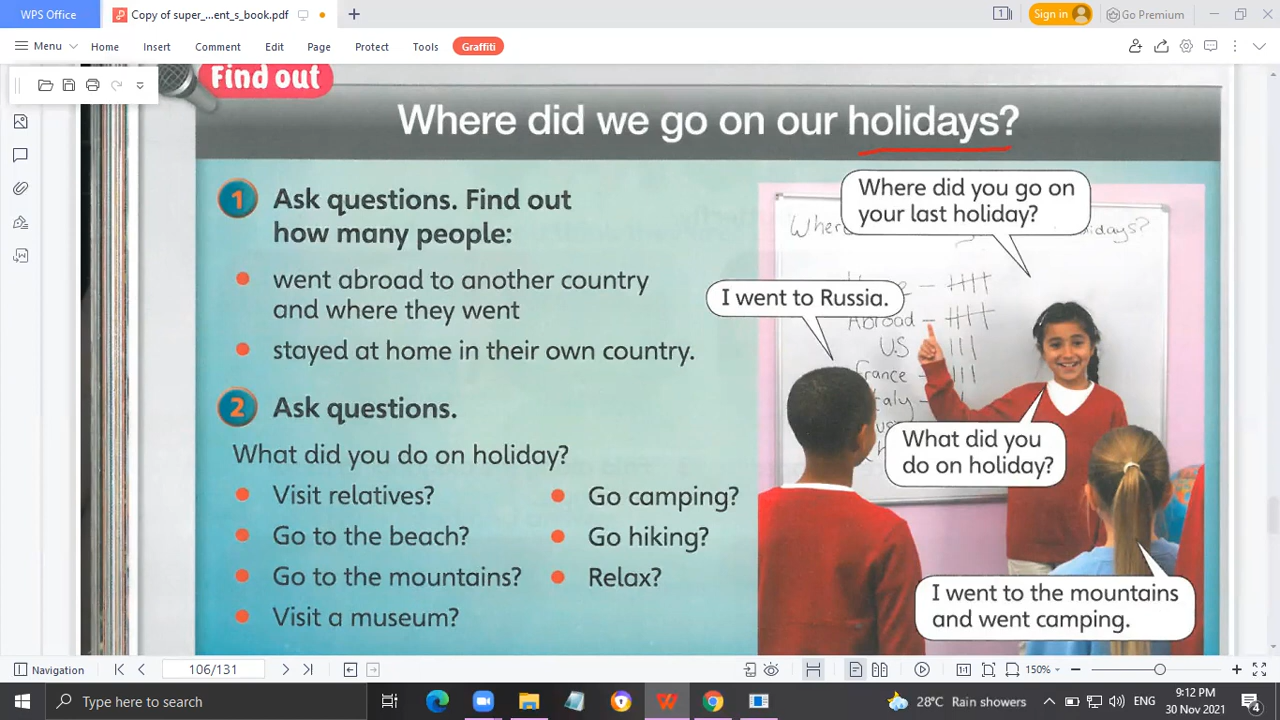 WPS Office
Copy of super_...ent_s_book.pdf
1
Sign in
Go Premium
Menu
Home
Insert
Comment
Edit
Page
Protect
Tools
Graffiti
Find out
Where did we go on our holidays?
1 Ask questions. Find out
how many people:
went abroad to another country
and where they went
stayed at home in their own country.
2 Ask questions.
What did you do on holiday?
Visit relatives?
Go to the beach?
Go to the mountains?
Visit a museum?
Go camping?
Go hiking?
Relax?
Where did you go on
your last holiday?
I went to Russia.
Abroad -
US
What did you
do on holiday?
I went to the mountains
and went camping.
Navigation
106/131
1:1
150%
Type here to search
28°C Rain showers
ENG
9:12 PM
30 Nov 2021
4